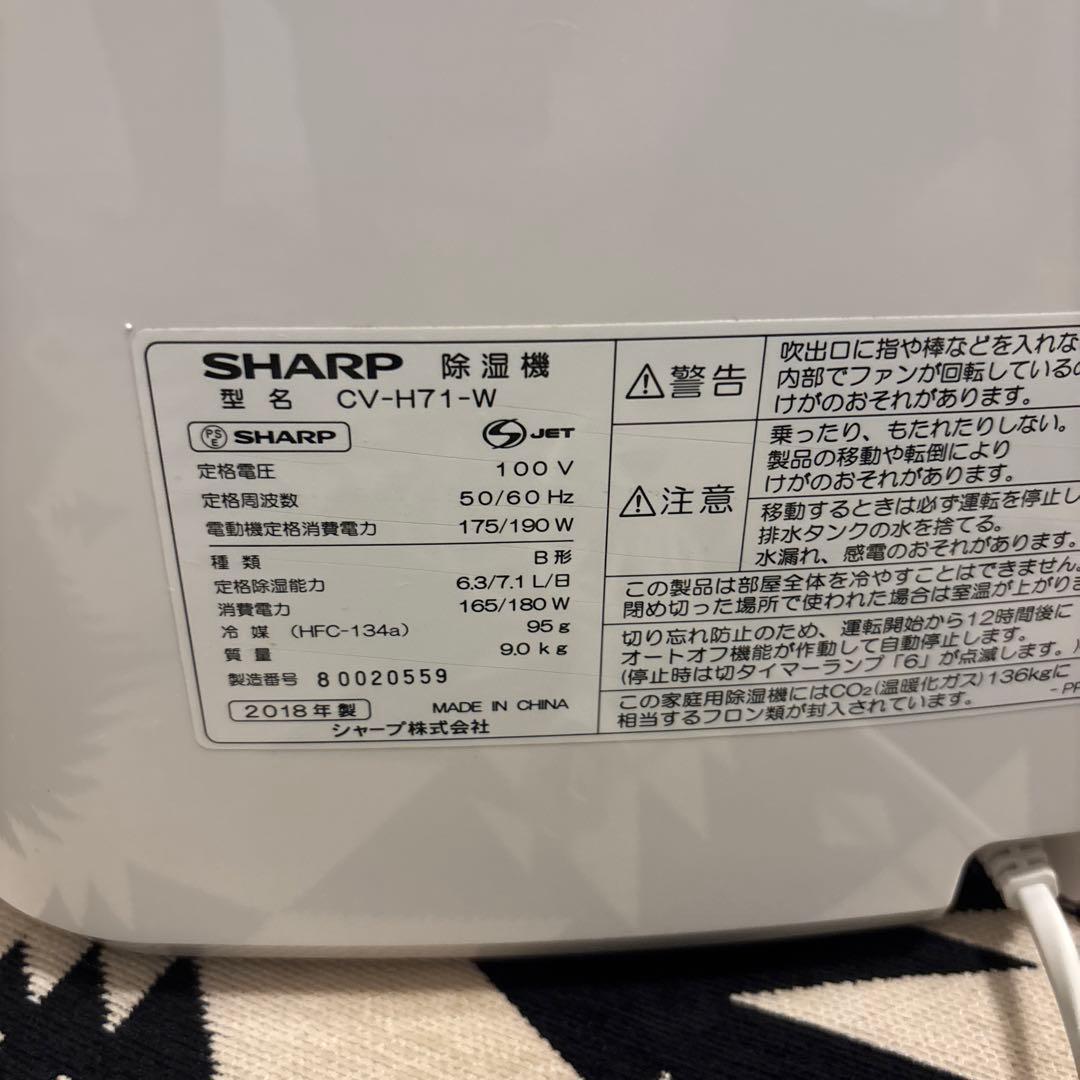 SHARP 除湿機
型 名 CV-H71-W
PS E SHARP
S JET
定格電圧 100 V
定格周波数 50/60 Hz
電動機定格消費電力 175/190 W
種 類 B 形
定格除湿能力 6.3/7.1 L/日
消費電力 165/180 W
冷 媒 (HFC-134a) 95 g
質 量 9.0 k g
製造番号 8 0020559
2018年製 MADE IN CHINA
シャープ株式会社
⚠警告
吹出口に指や棒などを入れな
内部でファンが回転しているの
けがのおそれがあります。
⚠注意
乗ったり、もたれたりしない。
製品の移動や転倒により
けがのおそれがあります。
移動するときは必ず運転を停止し
排水タンクの水を捨てる。
水漏れ、感電のおそれがあります。
この製品は部屋全体を冷やすことはできません。
閉め切った場所で使われた場合は室温が上がりま
切り忘れ防止のため、運転開始から12時間後に
オートオフ機能が作動して自動停止します。
(停止時は切タイマーランプ「6」が点滅します。)
この家庭用除湿機にはCO₂(温暖化ガス)136kgに
相当するフロン類が封入されています。